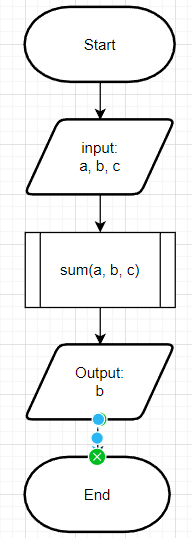 Start
input:
a, b, c
sum(a, b, c)
Output:
b
End